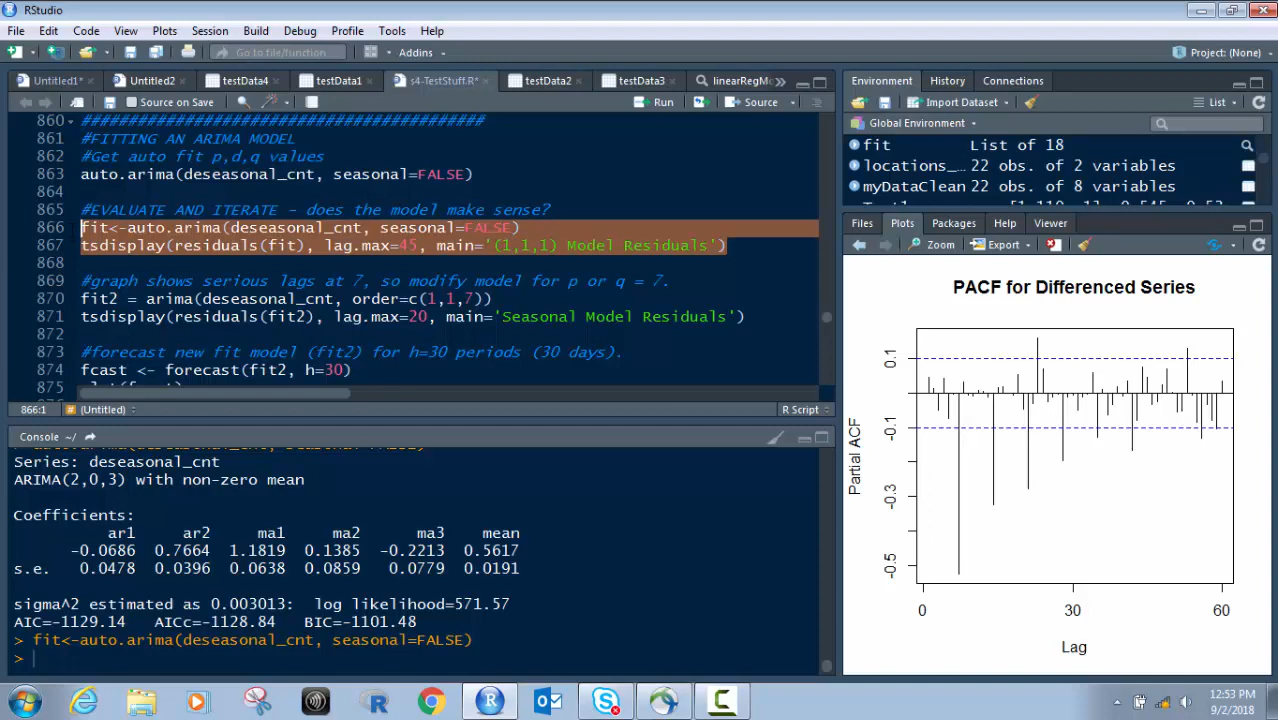 RStudio
File Edit Code View Plots Session Build Debug Profile Tools Help
Go to file/function Addins Project: (None)
Untitled1* Untitled2 testData4 testData1 s4-TestStuff.R* testData2 testData3 linearRegMo
Source on Save Run Source
860 ###########################################
861 #FITTING AN ARIMA MODEL
862 #Get auto fit p,d,q values
863 auto.arima(deseasonal_cnt, seasonal=FALSE)
864
865 #EVALUATE AND ITERATE - does the model make sense?
866 fit<-auto.arima(deseasonal_cnt, seasonal=FALSE)
867 tsdisplay(residuals(fit), lag.max=45, main='(1,1,1) Model Residuals')
868
869 #graph shows serious lags at 7, so modify model for p or q = 7.
870 fit2 = arima(deseasonal_cnt, order=c(1,1,7))
871 tsdisplay(residuals(fit2), lag.max=20, main='Seasonal Model Residuals')
872
873 #forecast new fit model (fit2) for h=30 periods (30 days).
874 fcast <- forecast(fit2, h=30)
875
866:1 (Untitled) R Script
Console ~/
Series: deseasonal_cnt
ARIMA(2,0,3) with non-zero mean
Coefficients:
ar1 ar2 ma1 ma2 ma3 mean
-0.0686 0.7664 1.1819 0.1385 -0.2213 0.5617
s.e. 0.0478 0.0396 0.0638 0.0859 0.0779 0.0191
sigma^2 estimated as 0.003013: log likelihood=571.57
AIC=-1129.14 AICc=-1128.84 BIC=-1101.48
> fit<-auto.arima(deseasonal_cnt, seasonal=FALSE)
>
Environment History Connections
Import Dataset List
Global Environment
fit List of 18
locations_… 22 obs. of 2 variables
myDataClean 22 obs. of 8 variables
Files Plots Packages Help Viewer
Zoom Export
PACF for Differenced Series
Partial ACF
0.1
-0.1
-0.3
-0.5
0 30 60
Lag
12:53 PM
9/2/2018